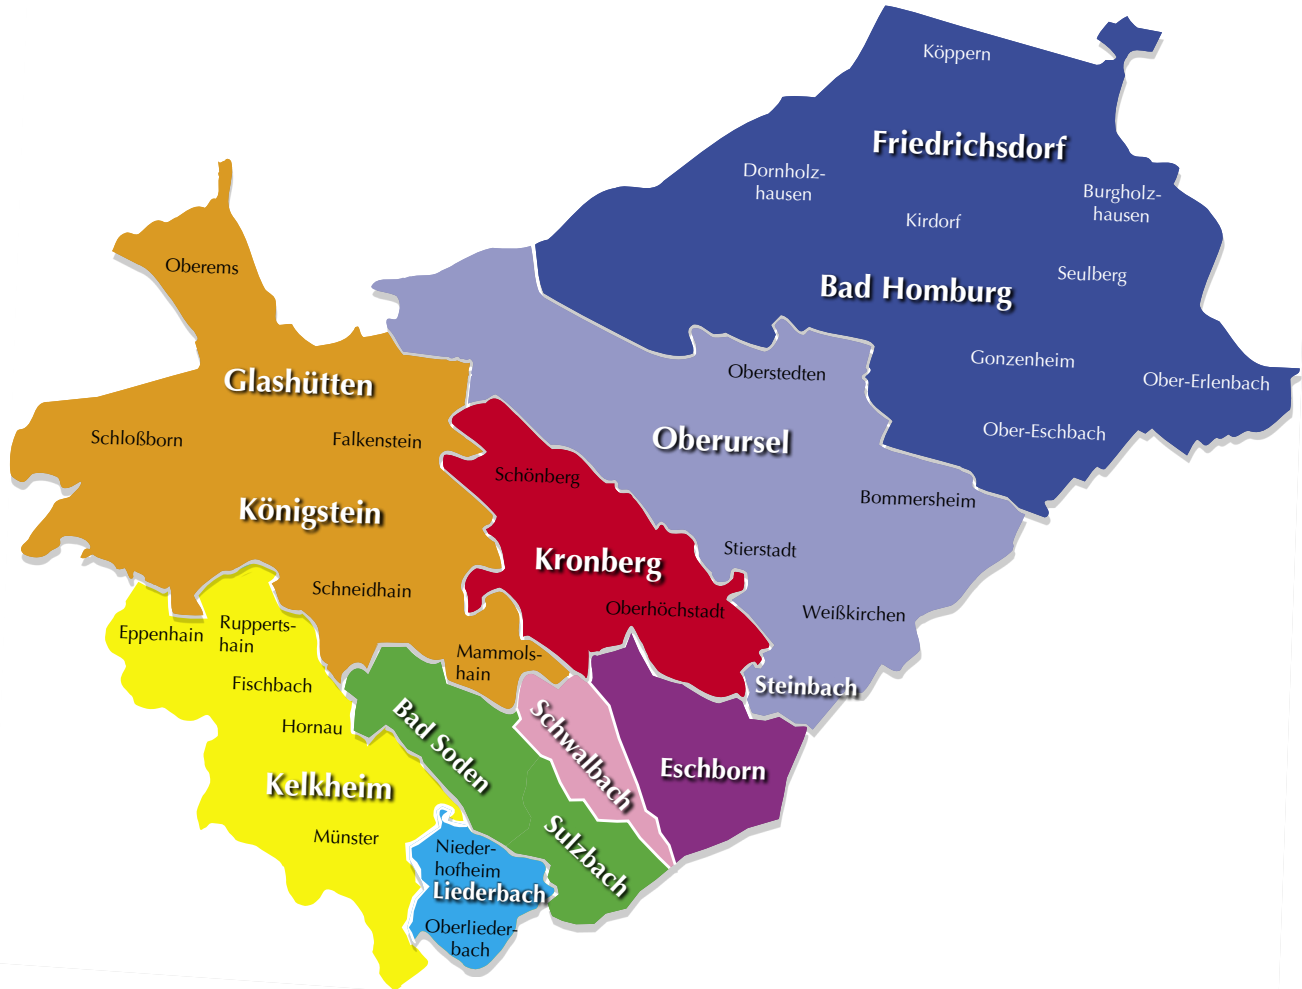 Köppern
Friedrichsdorf
Dornholz-
hausen
Burgholz-
hausen
Kirdorf
Oberems
Seulberg
Bad Homburg
Gonzenheim
Oberstedten
Ober-Erlenbach
Glashütten
Schloßborn
Falkenstein
Oberursel
Ober-Eschbach
Schönberg
Bommersheim
Königstein
Stierstadt
Kronberg
Schneidhain
Oberhöchstadt
Weißkirchen
Eppenhain
Rupperts-
hain
Mammols-
hain
Fischbach
Steinbach
Hornau
Bad Soden
Schwalbach
Eschborn
Kelkheim
Münster
Sulzbach
Nieder-
hofheim
Liederbach
Oberlieder-
bach